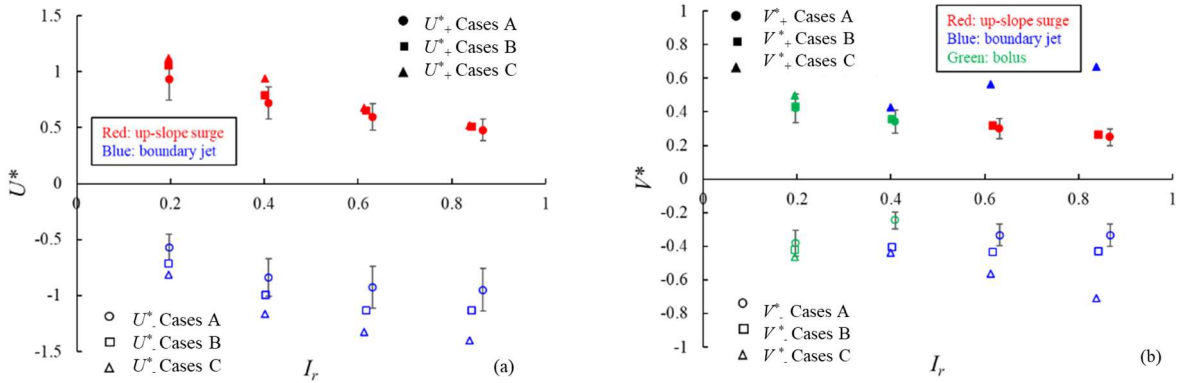 1.5
1
0.5
0
-0.5
-1
-1.5
U*
0 0.2 0.4 0.6 0.8 1
I_r
(a)
U*₊ Cases A
U*₊ Cases B
U*₊ Cases C
Red: up-slope surge
Blue: boundary jet
U*₋ Cases A
U*₋ Cases B
U*₋ Cases C
1
0.8
0.6
0.4
0.2
0
-0.2
-0.4
-0.6
-0.8
-1
V*
0 0.2 0.4 0.6 0.8 1
I_r
(b)
V*₊ Cases A
V*₊ Cases B
V*₊ Cases C
Red: up-slope surge
Blue: boundary jet
Green: bolus
V*₋ Cases A
V*₋ Cases B
V*₋ Cases C